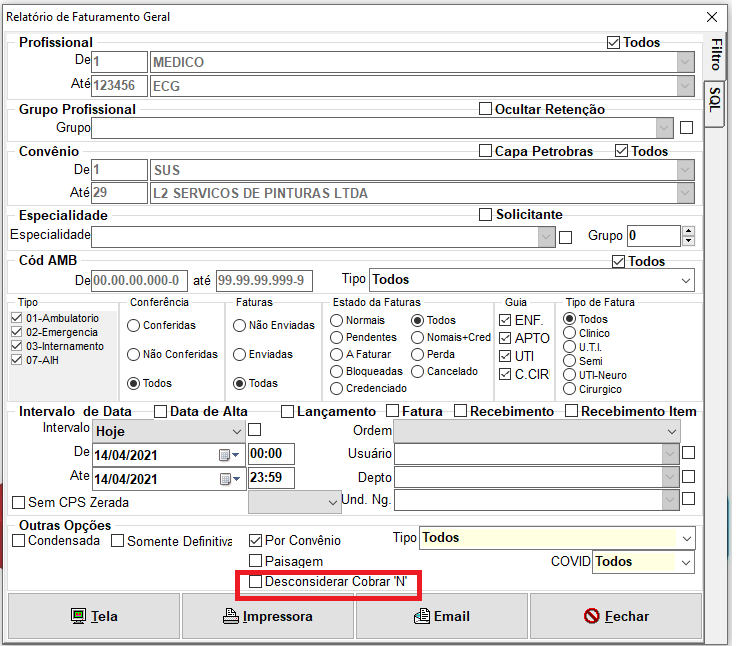 Relatório de Faturamento Geral
Filtro
SQL
Profissional Todos
De 1 MEDICO
Até 123456 ECG
Grupo Profissional Ocultar Retenção
Grupo
Convênio Capa Petrobras Todos
De 1 SUS
Até 29 L2 SERVICOS DE PINTURAS LTDA
Especialidade Solicitante
Especialidade Grupo 0
Cód AMB Todos
De 00.00.00.000-0 até 99.99.99.999-9 Tipo Todos
Tipo
01-Ambulatorio
02-Emergencia
03-Internamento
07-AIH
Conferência
Conferidas
Não Conferidas
Todos
Faturas
Não Enviadas
Enviadas
Todas
Estado da Faturas
Normais Todos
Pendentes Nomais+Cred
A Faturar Perda
Bloqueadas Cancelado
Credenciado
Guia
ENF.
APTO
UTI
C.CIR
Tipo de Fatura
Todos
Clinico
U.T.I.
Semi
UTI-Neuro
Cirurgico
Intervalo de Data Data de Alta Lançamento Fatura Recebimento Recebimento Item
Intervalo Hoje Ordem
De 14/04/2021 00:00 Usuário
Ate 14/04/2021 23:59 Depto
Sem CPS Zerada Und. Ng.
Outras Opções
Condensada Somente Definitiva Por Convênio Tipo Todos
Paisagem COVID Todos
Desconsiderar Cobrar 'N'
Tela Impressora Email Fechar